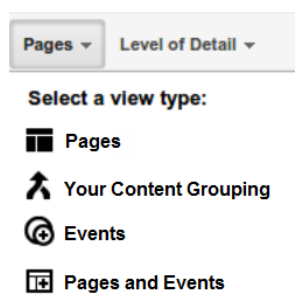 Pages Level of Detail
Select a view type:
Pages
Your Content Grouping
Events
Pages and Events